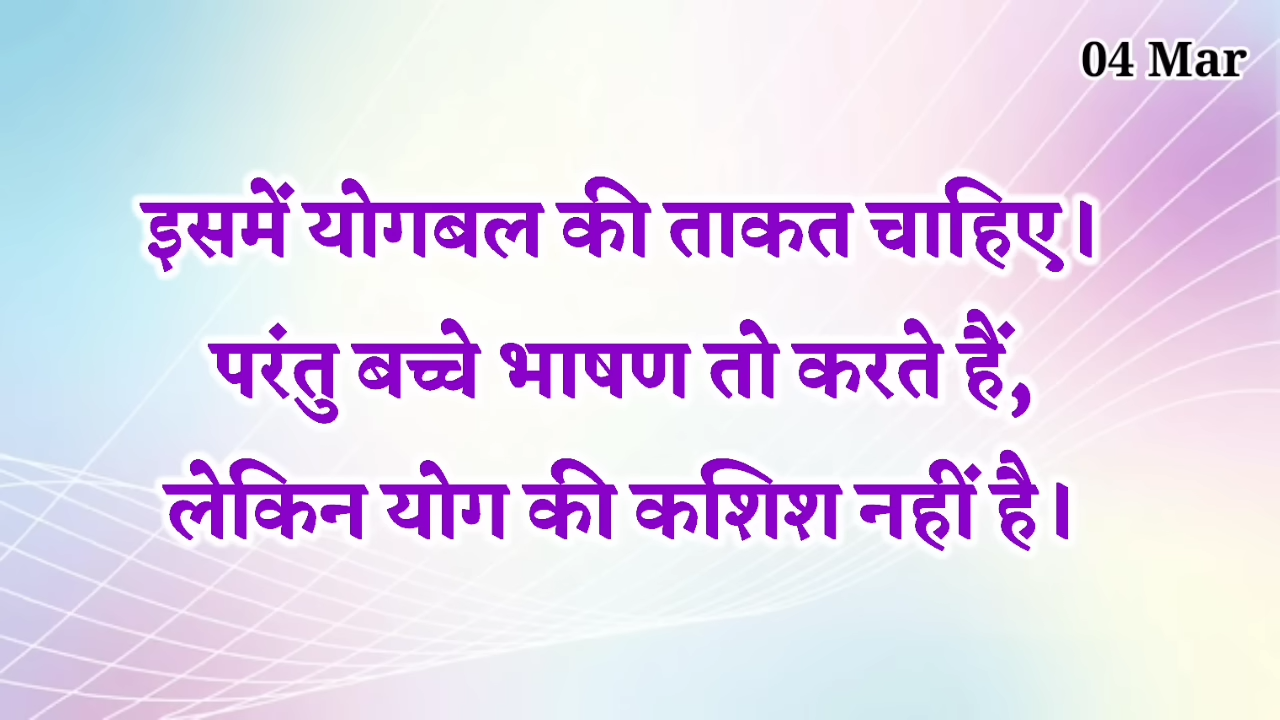 04 Mar
इसमें योगबल की ताकत चाहिए।
परंतु बच्चे भाषण तो करते हैं,
लेकिन योग की कशिश नहीं है।